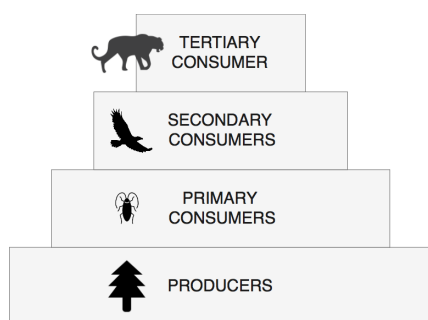 TERTIARY
CONSUMER
SECONDARY
CONSUMERS
PRIMARY
CONSUMERS
PRODUCERS